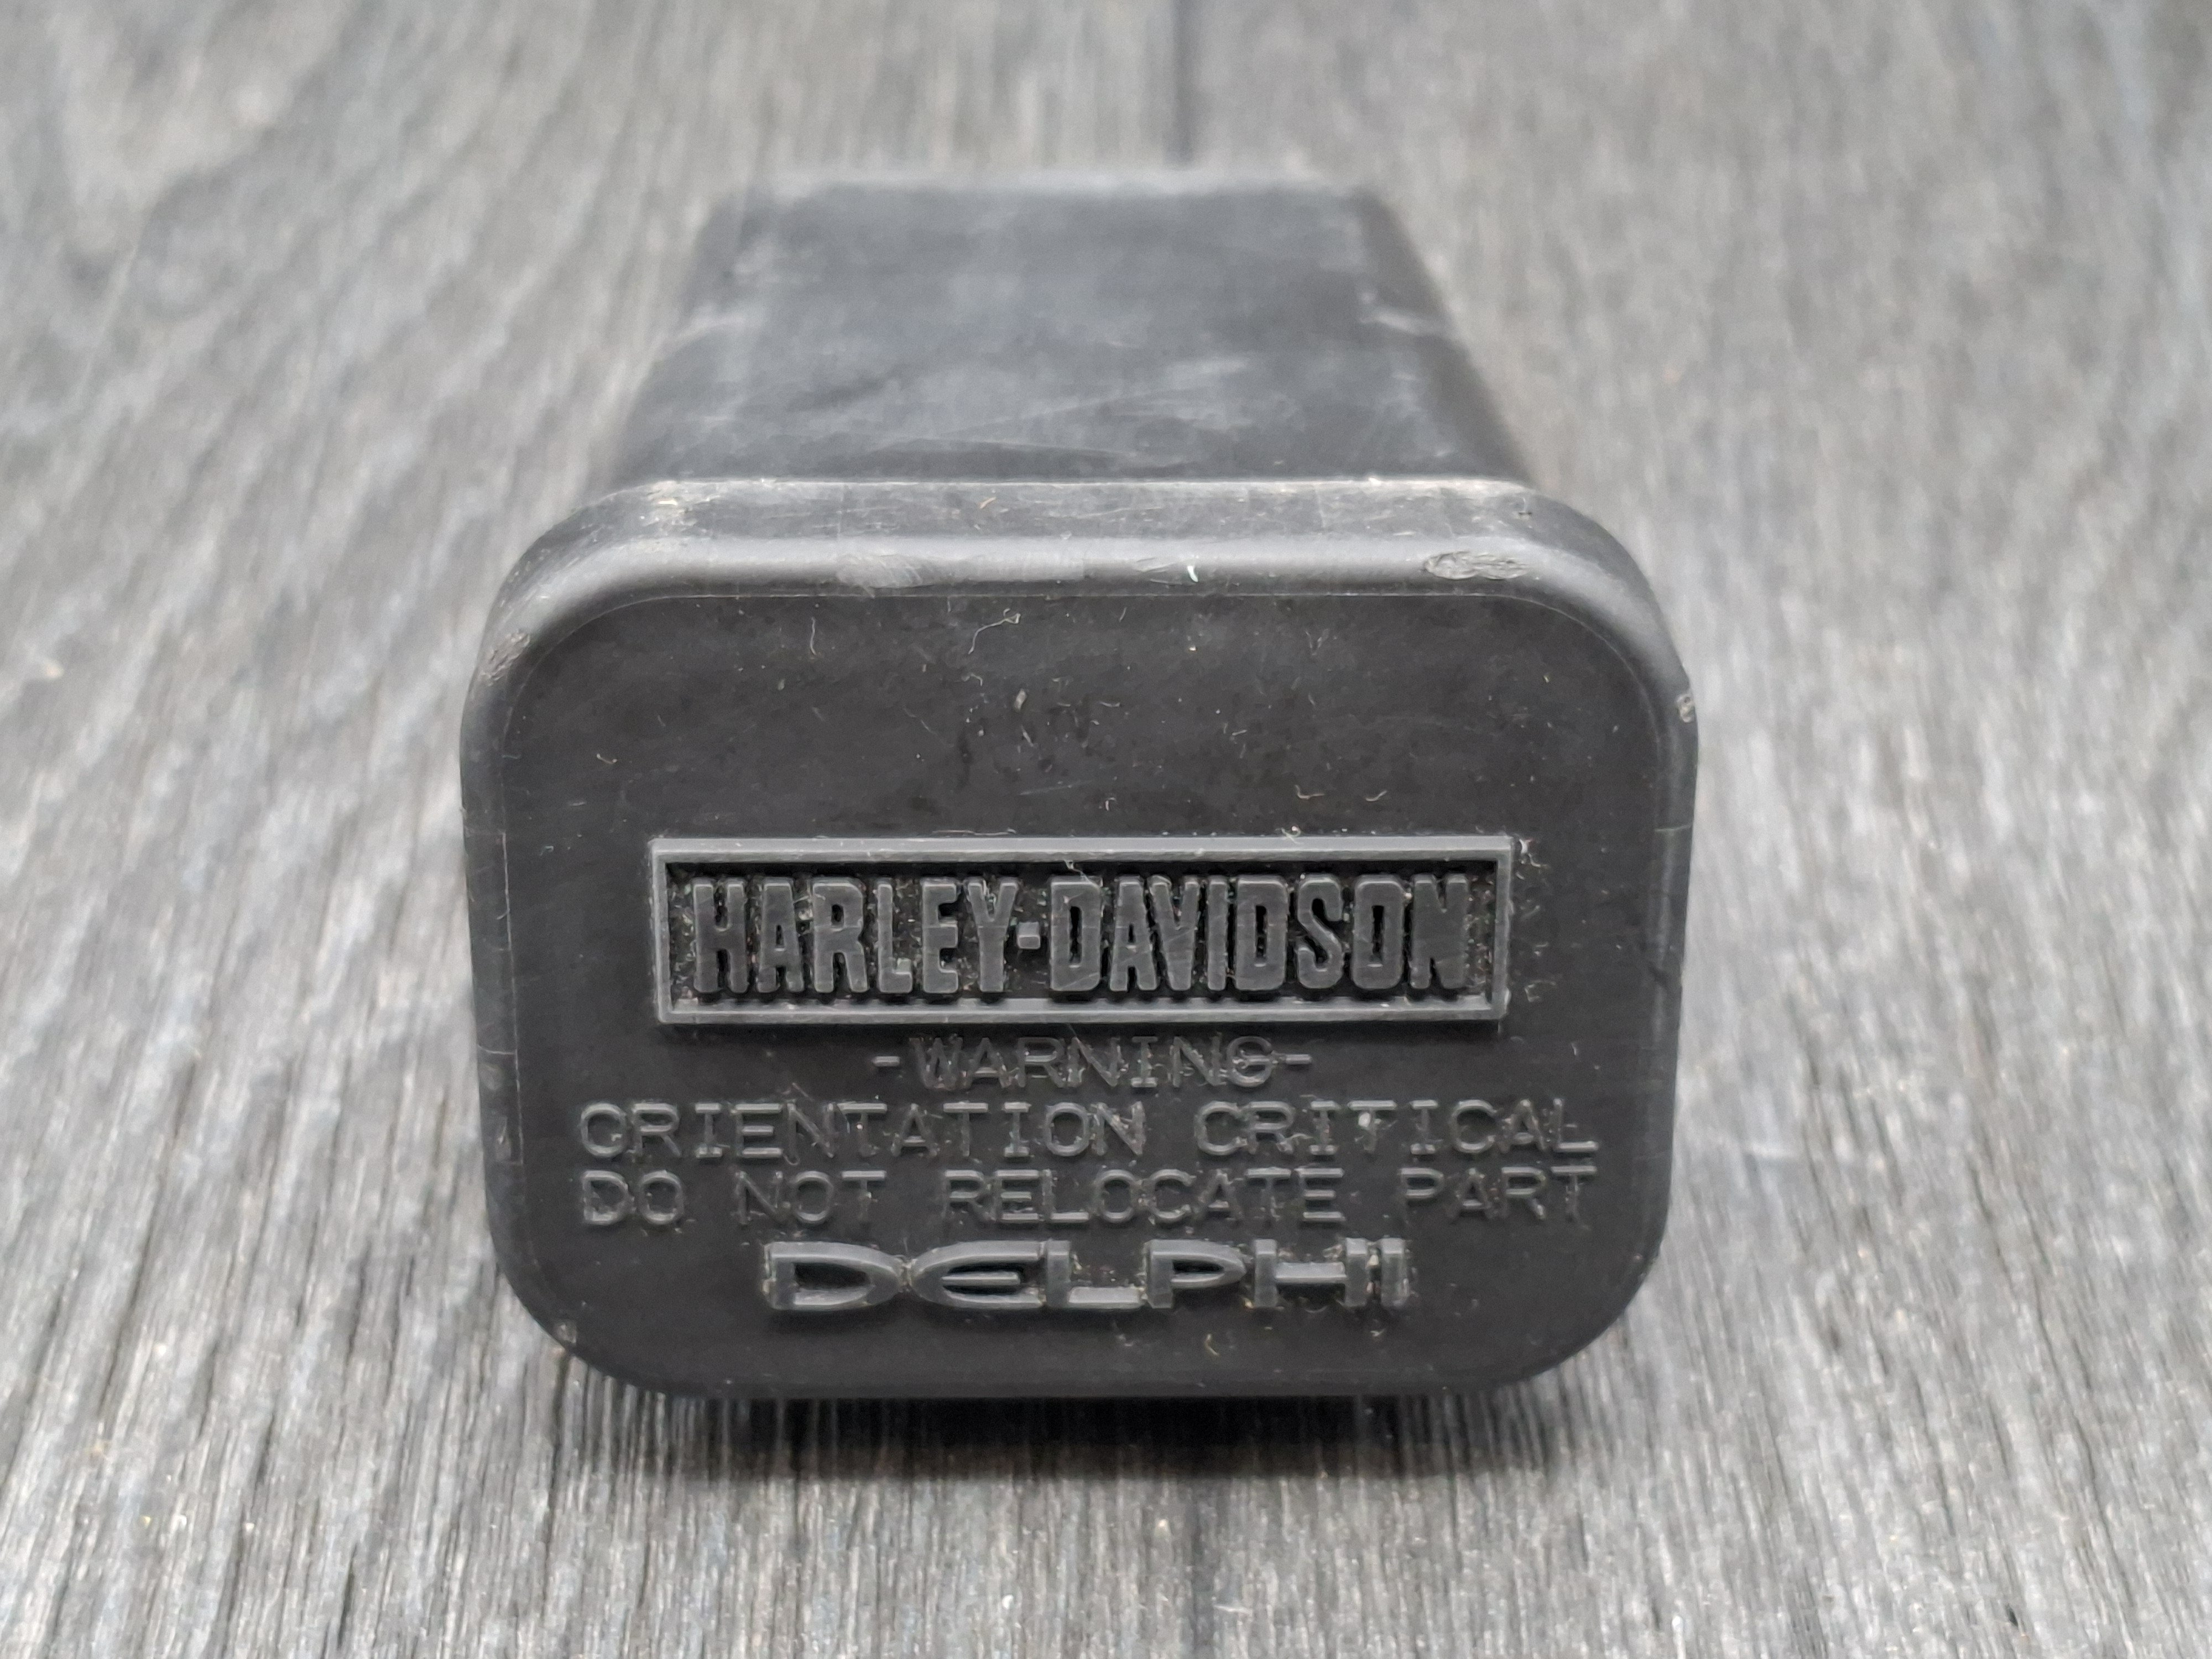 HARLEY-DAVIDSON
-WARNING-
ORIENTATION CRITICAL
DO NOT RELOCATE PART
DELPHI